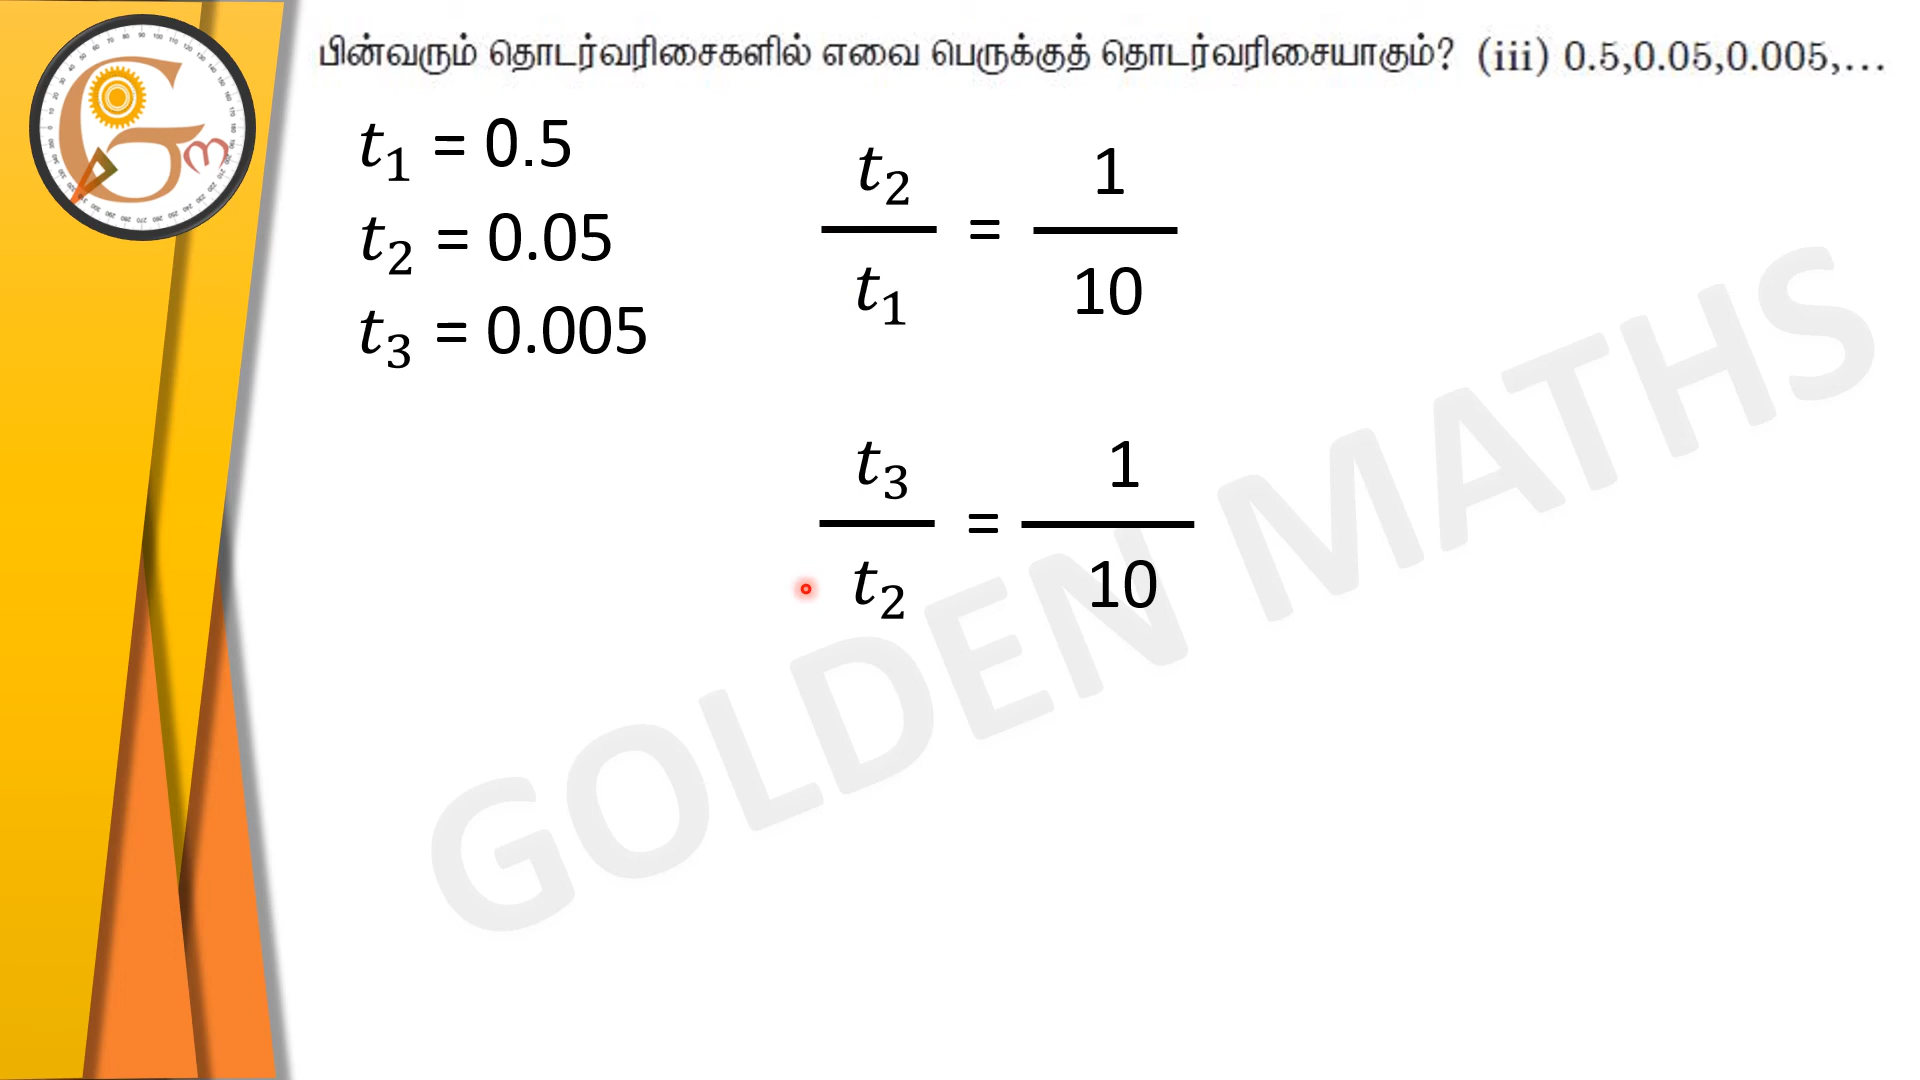 பின்வரும் தொடர்வரிசைகளில் எவை பெருக்குத் தொடர்வரிசையாகும்? (iii) 0.5,0.05,0.005,...
t₁ = 0.5
t₂ = 0.05
t₃ = 0.005
t₂/t₁ = 1/10
t₃/t₂ = 1/10
GOLDEN MATHS